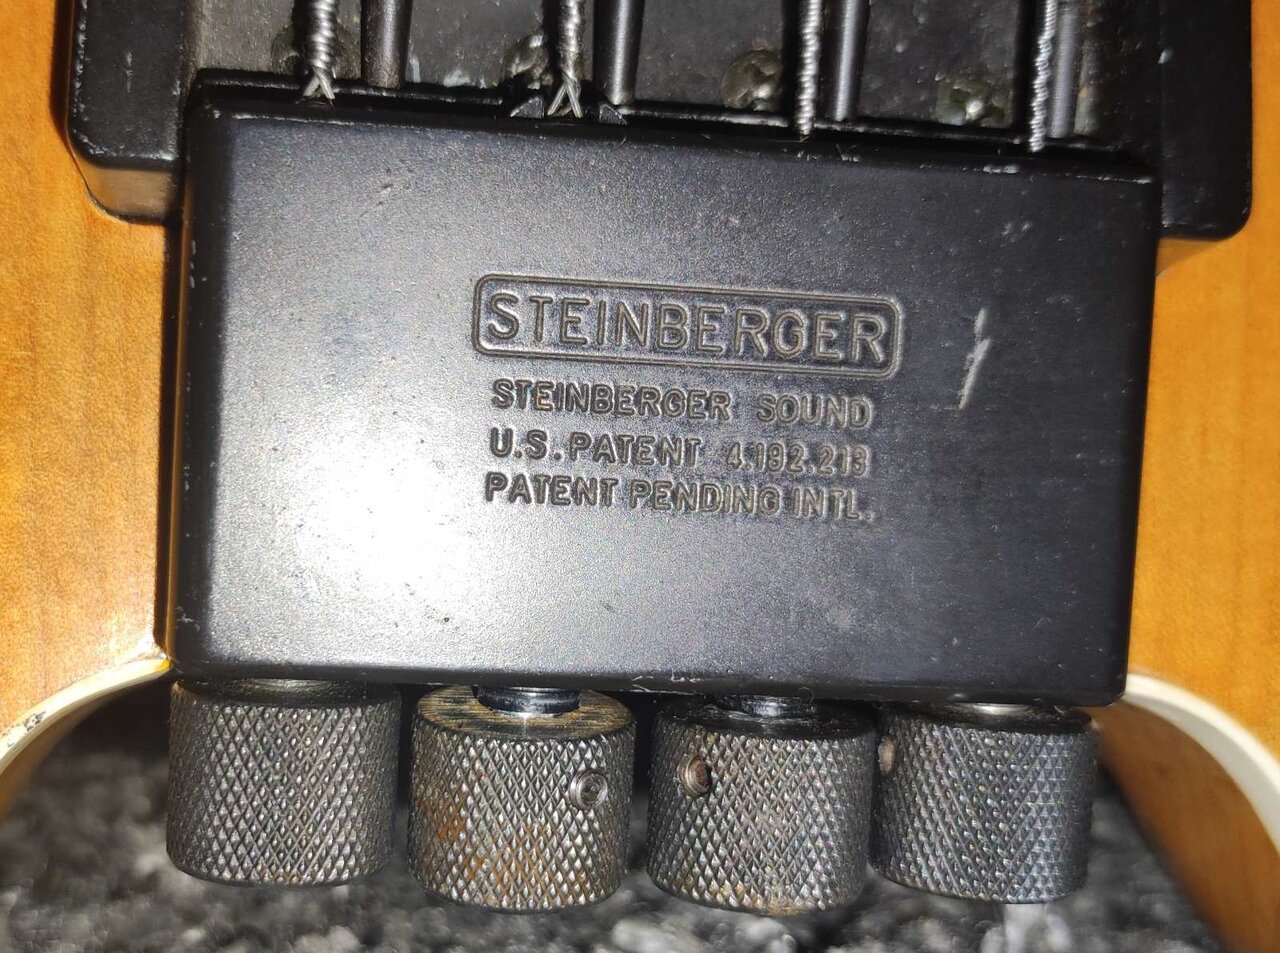 STEINBERGER
STEINBERGER SOUND
U.S. PATENT 4.192.213
PATENT PENDING INTL.